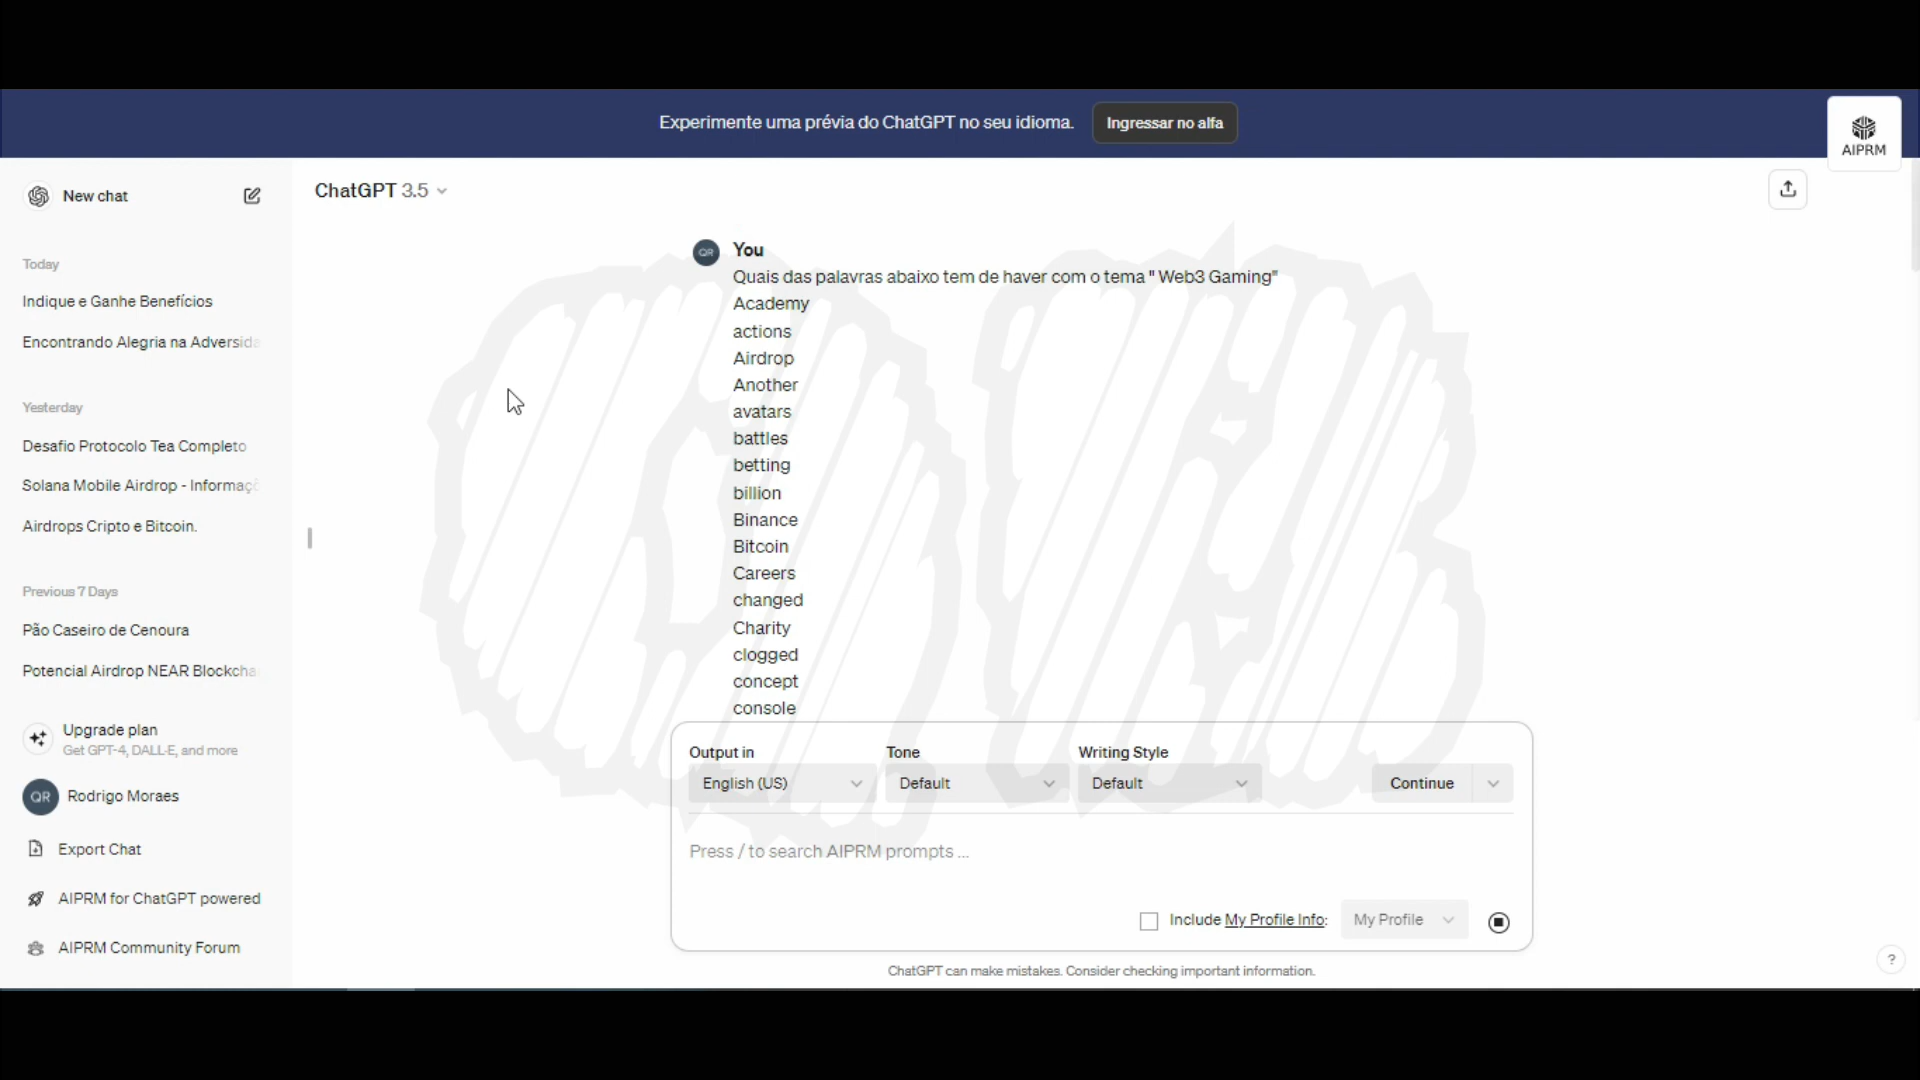 Experimente uma prévia do ChatGPT no seu idioma. Ingressar no alfa
AIPRM
New chat
ChatGPT 3.5
Today
Indique e Ganhe Benefícios
Encontrando Alegria na Adversida
Yesterday
Desafio Protocolo Tea Completo
Solana Mobile Airdrop - Informaçõ
Airdrops Cripto e Bitcoin.
Previous 7 Days
Pão Caseiro de Cenoura
Potencial Airdrop NEAR Blockchai
Upgrade plan
Get GPT-4, DALL·E, and more
QR Rodrigo Moraes
Export Chat
AIPRM for ChatGPT powered
AIPRM Community Forum
QR You
Quais das palavras abaixo tem de haver com o tema " Web3 Gaming"
Academy
actions
Airdrop
Another
avatars
battles
betting
billion
Binance
Bitcoin
Careers
changed
Charity
clogged
concept
console
Output in Tone Writing Style
English (US) Default Default Continue
Press / to search AIPRM prompts ...
Include My Profile Info: My Profile
ChatGPT can make mistakes. Consider checking important information.
?